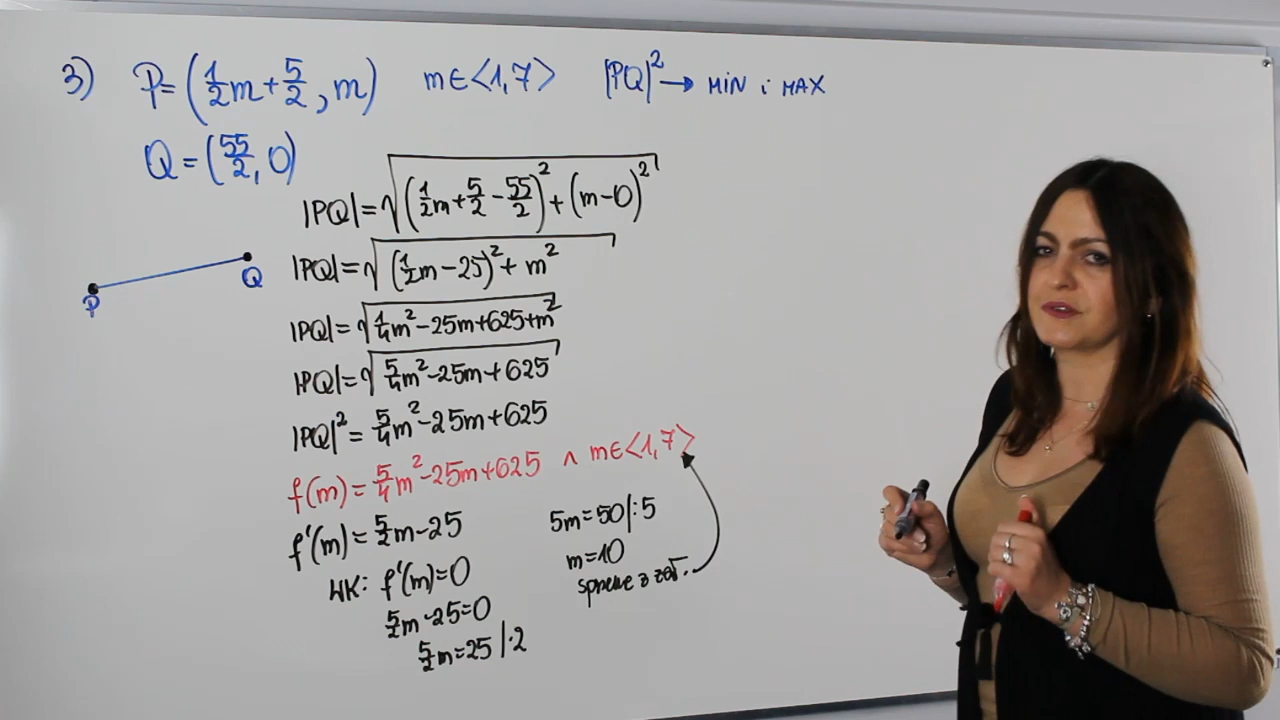 3) P=(1/2m+5/2, m) m∈<1,7> |PQ|²→ MIN i MAX
Q=(55/2, 0)
|PQ|=√(1/2m+5/2-55/2)²+(m-0)²
|PQ|=√(1/2m-25)²+m²
Q
P
|PQ|=√1/4m²-25m+625+m²
|PQ|=√5/4m²-25m+625
|PQ|²=5/4m²-25m+625
f(m)=5/4m²-25m+625 ∧ m∈<1,7>
f'(m)=5/2m-25
WK: f'(m)=0
5/2m-25=0
5/2m=25/·2
5m=50/:5
m=10
sprzne z zał.